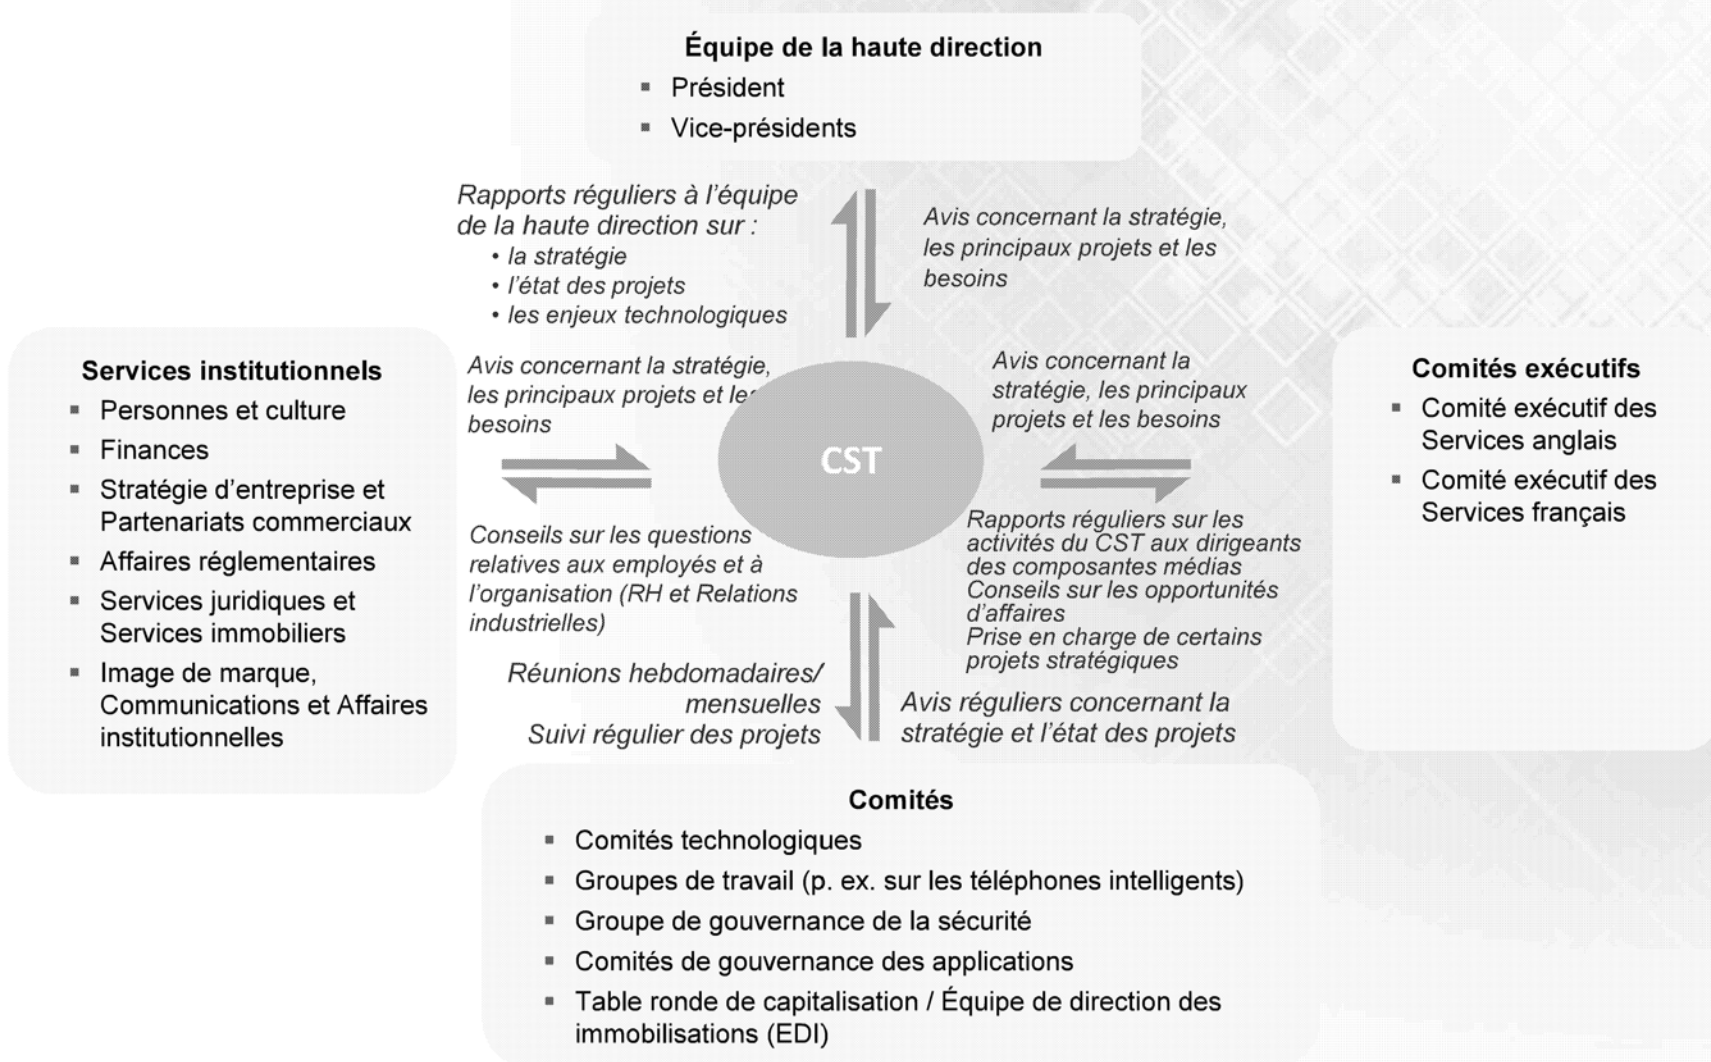 Équipe de la haute direction
▪ Président
▪ Vice-présidents
Rapports réguliers à l’équipe
de la haute direction sur :
• la stratégie
• l’état des projets
• les enjeux technologiques
Avis concernant la stratégie,
les principaux projets et les
besoins
Services institutionnels
▪ Personnes et culture
▪ Finances
▪ Stratégie d’entreprise et
Partenariats commerciaux
▪ Affaires réglementaires
▪ Services juridiques et
Services immobiliers
▪ Image de marque,
Communications et Affaires
institutionnelles
Avis concernant la stratégie,
les principaux projets et les
besoins
Conseils sur les questions
relatives aux employés et à
l’organisation (RH et Relations
industrielles)
CST
Avis concernant la
stratégie, les principaux
projets et les besoins
Rapports réguliers sur les
activités du CST aux dirigeants
des composantes médias
Conseils sur les opportunités
d’affaires
Prise en charge de certains
projets stratégiques
Comités exécutifs
▪ Comité exécutif des
Services anglais
▪ Comité exécutif des
Services français
Réunions hebdomadaires/
mensuelles
Suivi régulier des projets
Avis réguliers concernant la
stratégie et l’état des projets
Comités
▪ Comités technologiques
▪ Groupes de travail (p. ex. sur les téléphones intelligents)
▪ Groupe de gouvernance de la sécurité
▪ Comités de gouvernance des applications
▪ Table ronde de capitalisation / Équipe de direction des
immobilisations (EDI)